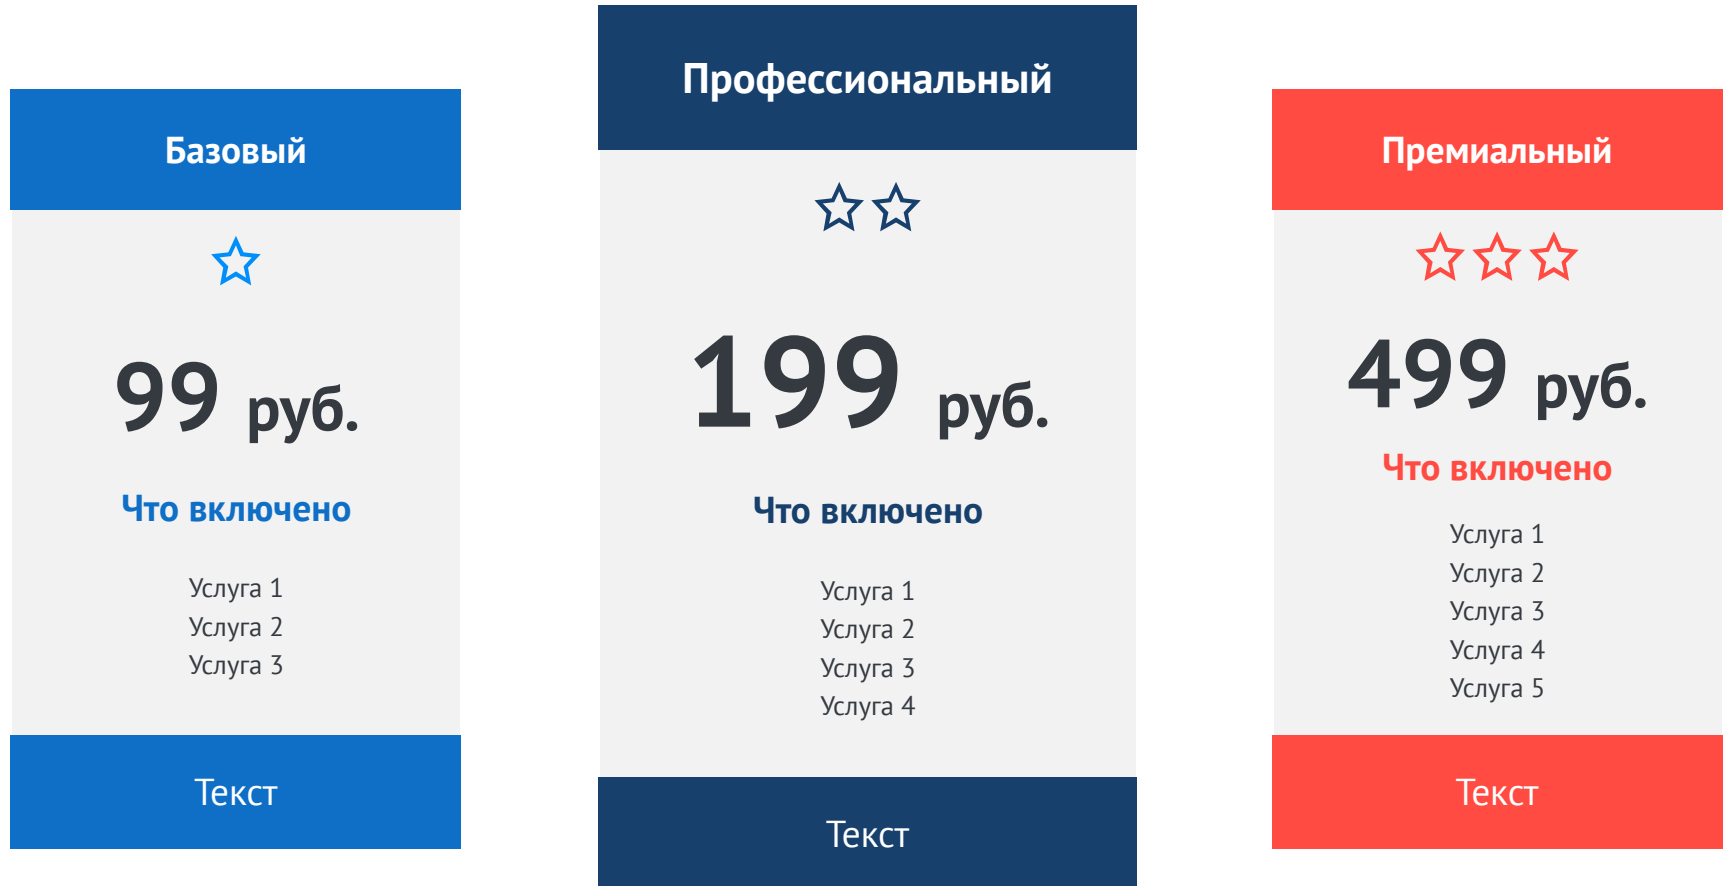 Базовый
99 руб.
Что включено
Услуга 1
Услуга 2
Услуга 3
Текст
Профессиональный
199 руб.
Что включено
Услуга 1
Услуга 2
Услуга 3
Услуга 4
Текст
Премиальный
499 руб.
Что включено
Услуга 1
Услуга 2
Услуга 3
Услуга 4
Услуга 5
Текст